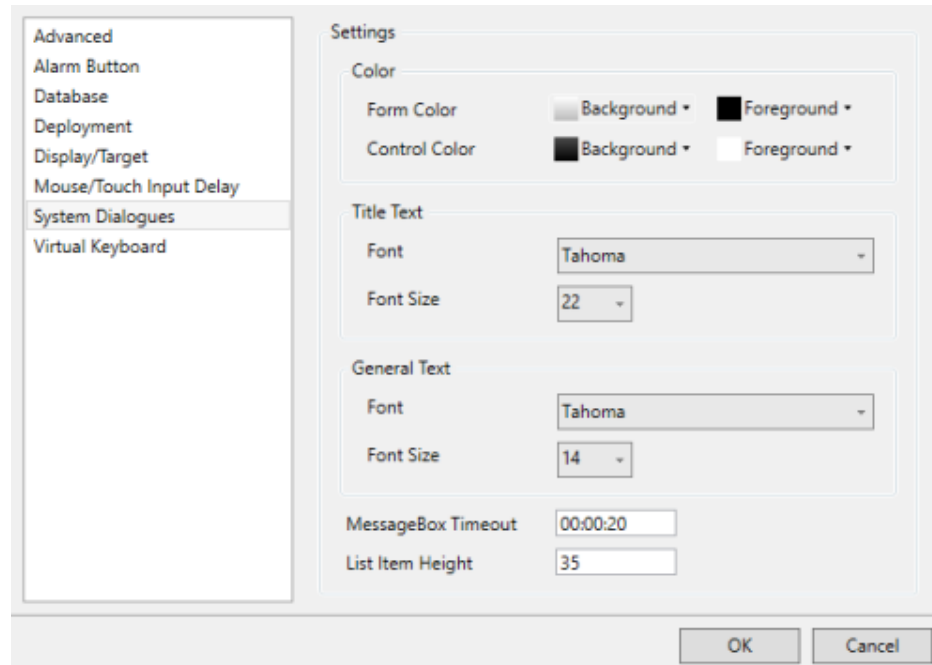 Advanced
Alarm Button
Database
Deployment
Display/Target
Mouse/Touch Input Delay
System Dialogues
Virtual Keyboard
Settings
Color
Form Color Background Foreground
Control Color Background Foreground
Title Text
Font Tahoma
Font Size 22
General Text
Font Tahoma
Font Size 14
MessageBox Timeout 00:00:20
List Item Height 35
OK Cancel